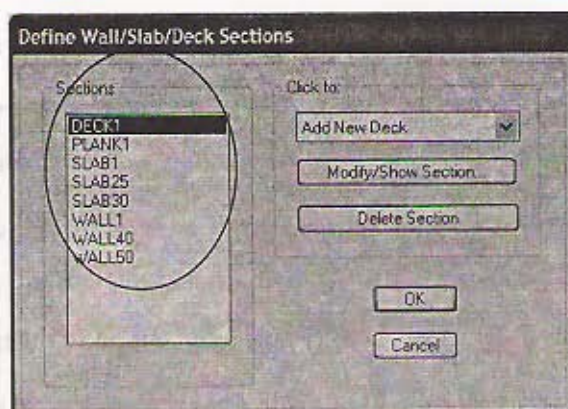 Define Wall/Slab/Deck Sections
Sections
DECK1
PLANK1
SLAB1
SLAB25
SLAB30
WALL1
WALL40
WALL50
Click to:
Add New Deck
Modify/Show Section...
Delete Section
OK
Cancel